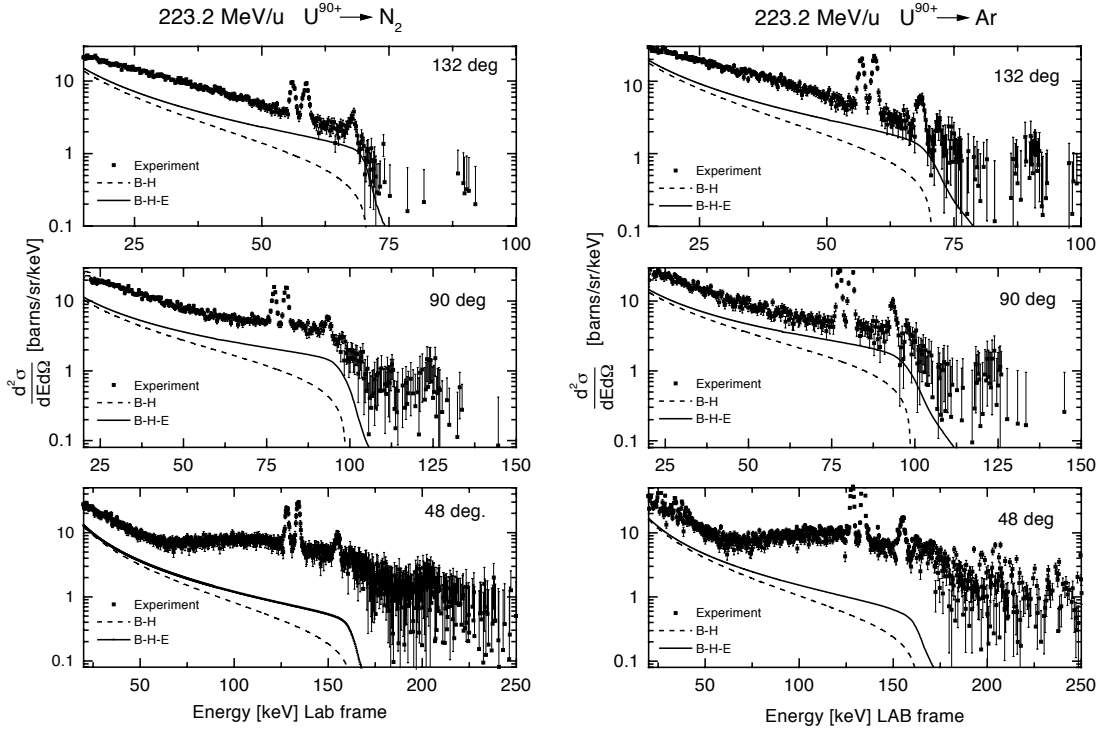 223.2 MeV/u U⁹⁰⁺ → N₂
10
1
0.1
132 deg
Experiment
B-H
B-H-E
25 50 75 100
10
1
0.1
90 deg
Experiment
B-H
B-H-E
25 50 75 100 125 150
10
1
0.1
48 deg.
Experiment
B-H
B-H-E
50 100 150 200 250
d²σ
dEdΩ
[barns/sr/keV]
Energy [keV] Lab frame
223.2 MeV/u U⁹⁰⁺ → Ar
10
1
0.1
132 deg
Experiment
B-H
B-H-E
25 50 75 100
10
1
0.1
90 deg
Experiment
B-H
B-H-E
25 50 75 100 125 150
10
1
0.1
48 deg
Experiment
B-H
B-H-E
50 100 150 200 250
d²σ
dEdΩ
[barns/sr/keV]
Energy [keV] LAB frame